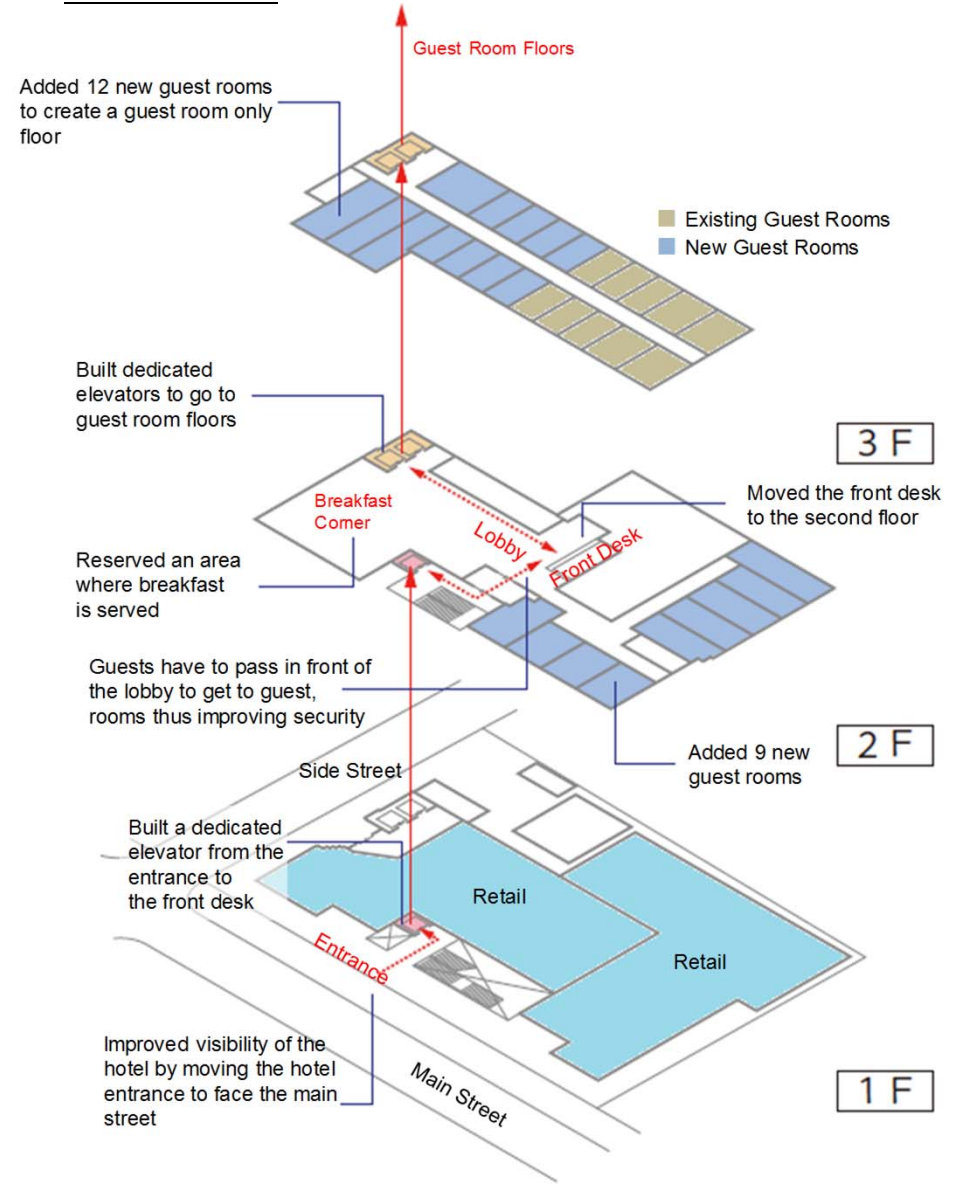 Guest Room Floors
Added 12 new guest rooms
to create a guest room only
floor
Existing Guest Rooms
New Guest Rooms
Built dedicated
elevators to go to
guest room floors
3 F
Breakfast
Corner
Lobby
Front Desk
Moved the front desk
to the second floor
Reserved an area
where breakfast
is served
Guests have to pass in front of
the lobby to get to guest,
rooms thus improving security
Added 9 new
guest rooms
2 F
Side Street
Built a dedicated
elevator from the
entrance to
the front desk
Retail
Retail
Entrance
Improved visibility of the
hotel by moving the hotel
entrance to face the main
street
Main Street
1 F